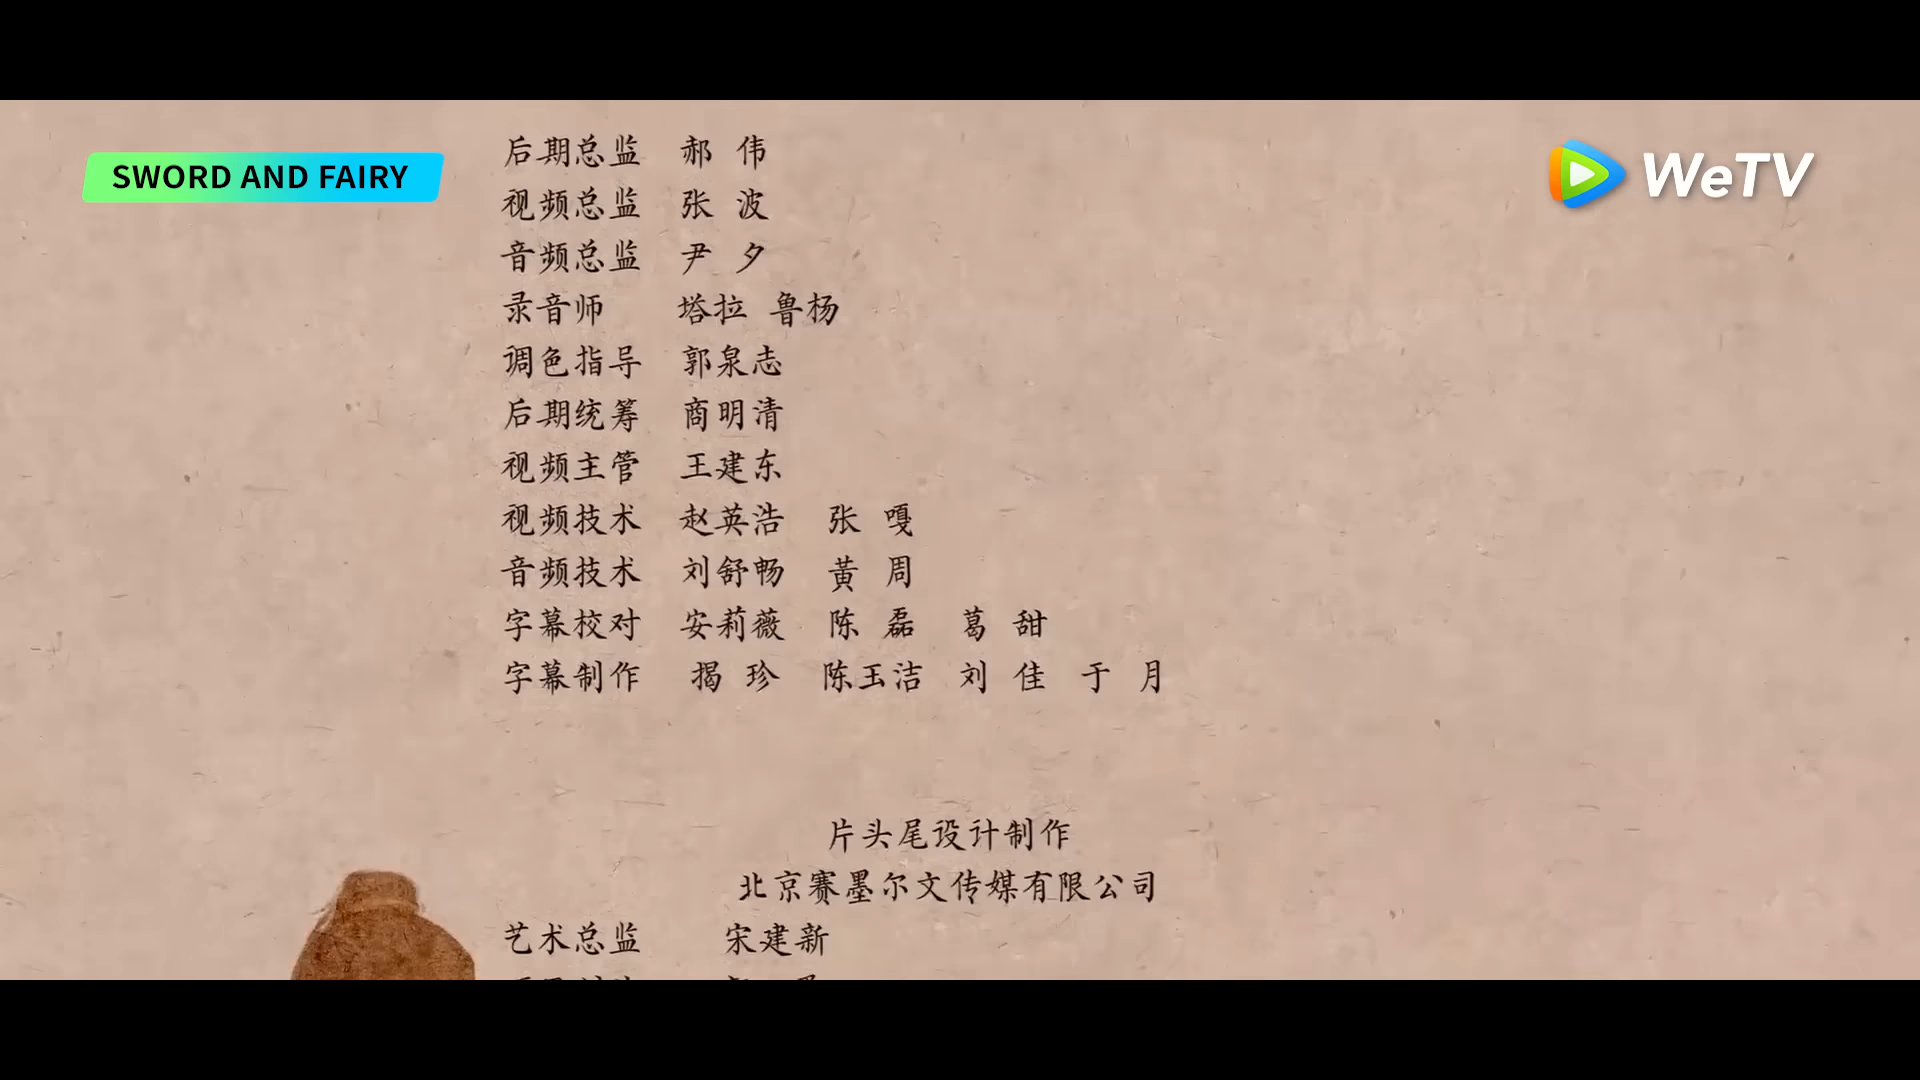 SWORD AND FAIRY
WeTV
后期总监 郝 伟
视频总监 张 波
音频总监 尹 夕
录音师 塔拉 鲁杨
调色指导 郭泉志
后期统筹 商明清
视频主管 王建东
视频技术 赵英浩 张 嘎
音频技术 刘舒畅 黄 周
字幕校对 安莉薇 陈 磊 葛 甜
字幕制作 揭 珍 陈玉洁 刘 佳 于 月
片头尾设计制作
北京赛墨尔文传媒有限公司
艺术总监 宋建新